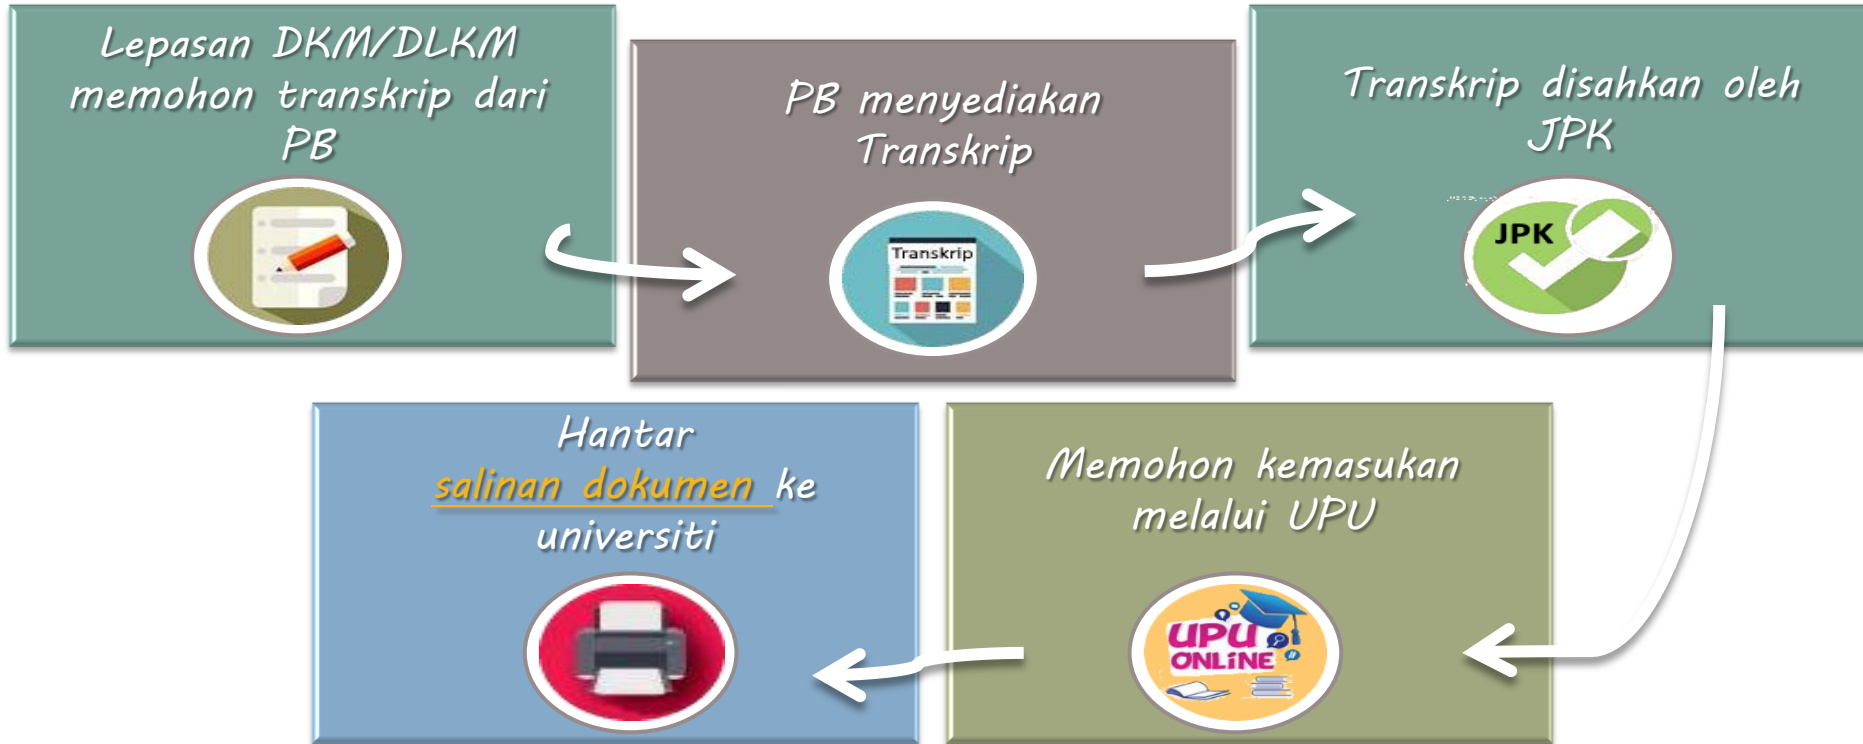 Lepasan DKM/DLKM
memohon transkrip dari
PB
PB menyediakan
Transkrip
Transkrip
Transkrip disahkan oleh
JPK
JPK
Memohon kemasukan
melalui UPU
UPU
ONLiNE
Hantar
salinan dokumen ke
universiti